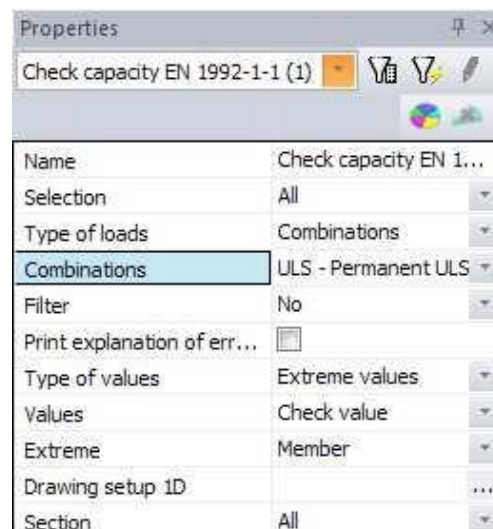 Properties
Check capacity EN 1992-1-1 (1)
Name Check capacity EN 1...
Selection All
Type of loads Combinations
Combinations ULS - Permanent ULS
Filter No
Print explanation of err...
Type of values Extreme values
Values Check value
Extreme Member
Drawing setup 1D ...
Section All